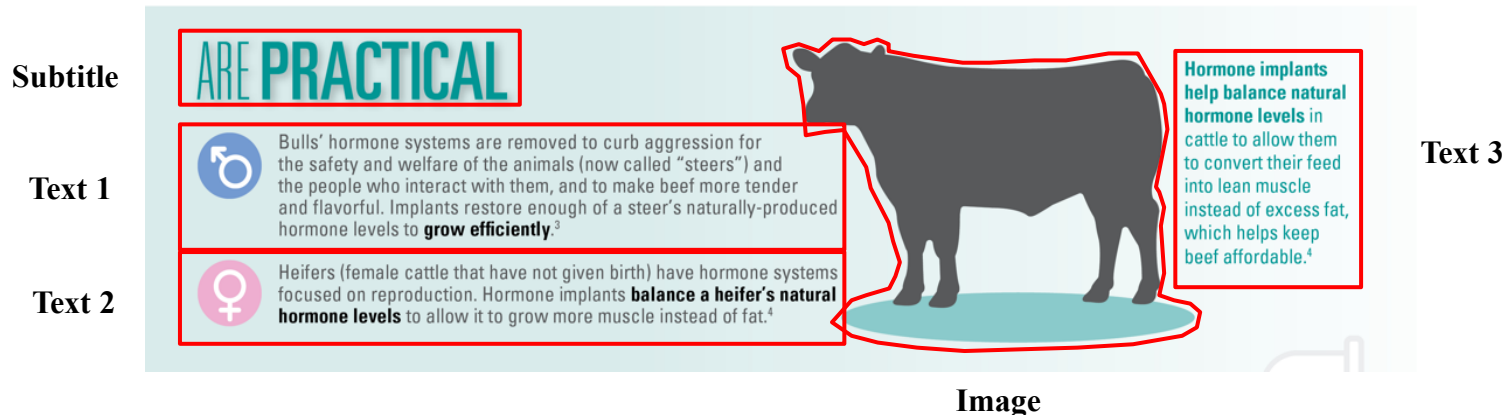 Subtitle
ARE PRACTICAL
Text 1
Bulls’ hormone systems are removed to curb aggression for
the safety and welfare of the animals (now called “steers”) and
the people who interact with them, and to make beef more tender
and flavorful. Implants restore enough of a steer’s naturally-produced
hormone levels to grow efficiently.³
Text 2
Heifers (female cattle that have not given birth) have hormone systems
focused on reproduction. Hormone implants balance a heifer’s natural
hormone levels to allow it to grow more muscle instead of fat.⁴
Hormone implants
help balance natural
hormone levels in
cattle to allow them
to convert their feed
into lean muscle
instead of excess fat,
which helps keep
beef affordable.⁴
Text 3
Image